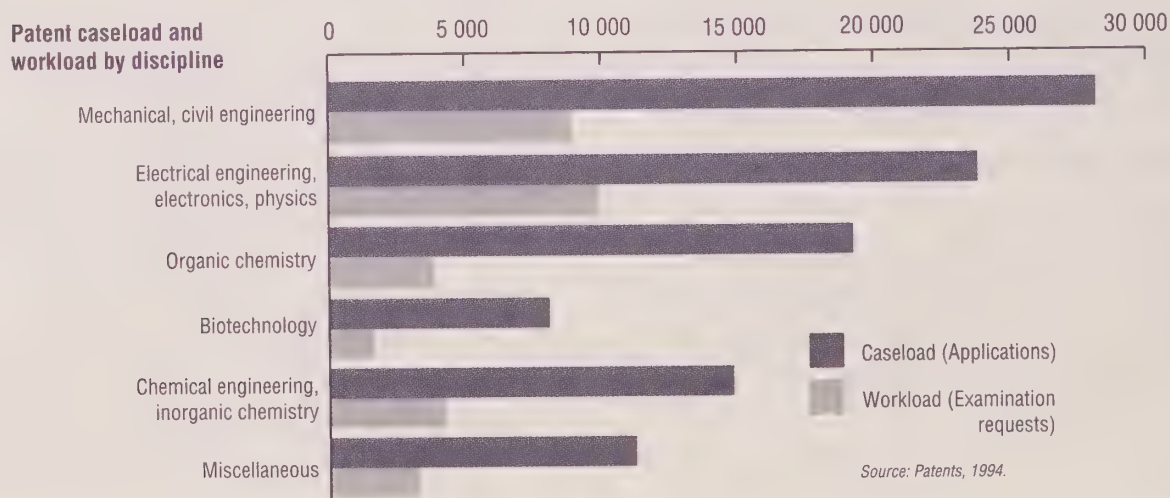 Patent caseload and
workload by discipline
0 5 000 10 000 15 000 20 000 25 000 30 000
Mechanical, civil engineering
Electrical engineering,
electronics, physics
Organic chemistry
Biotechnology
Chemical engineering,
inorganic chemistry
Miscellaneous
Caseload (Applications)
Workload (Examination
requests)
Source: Patents, 1994.